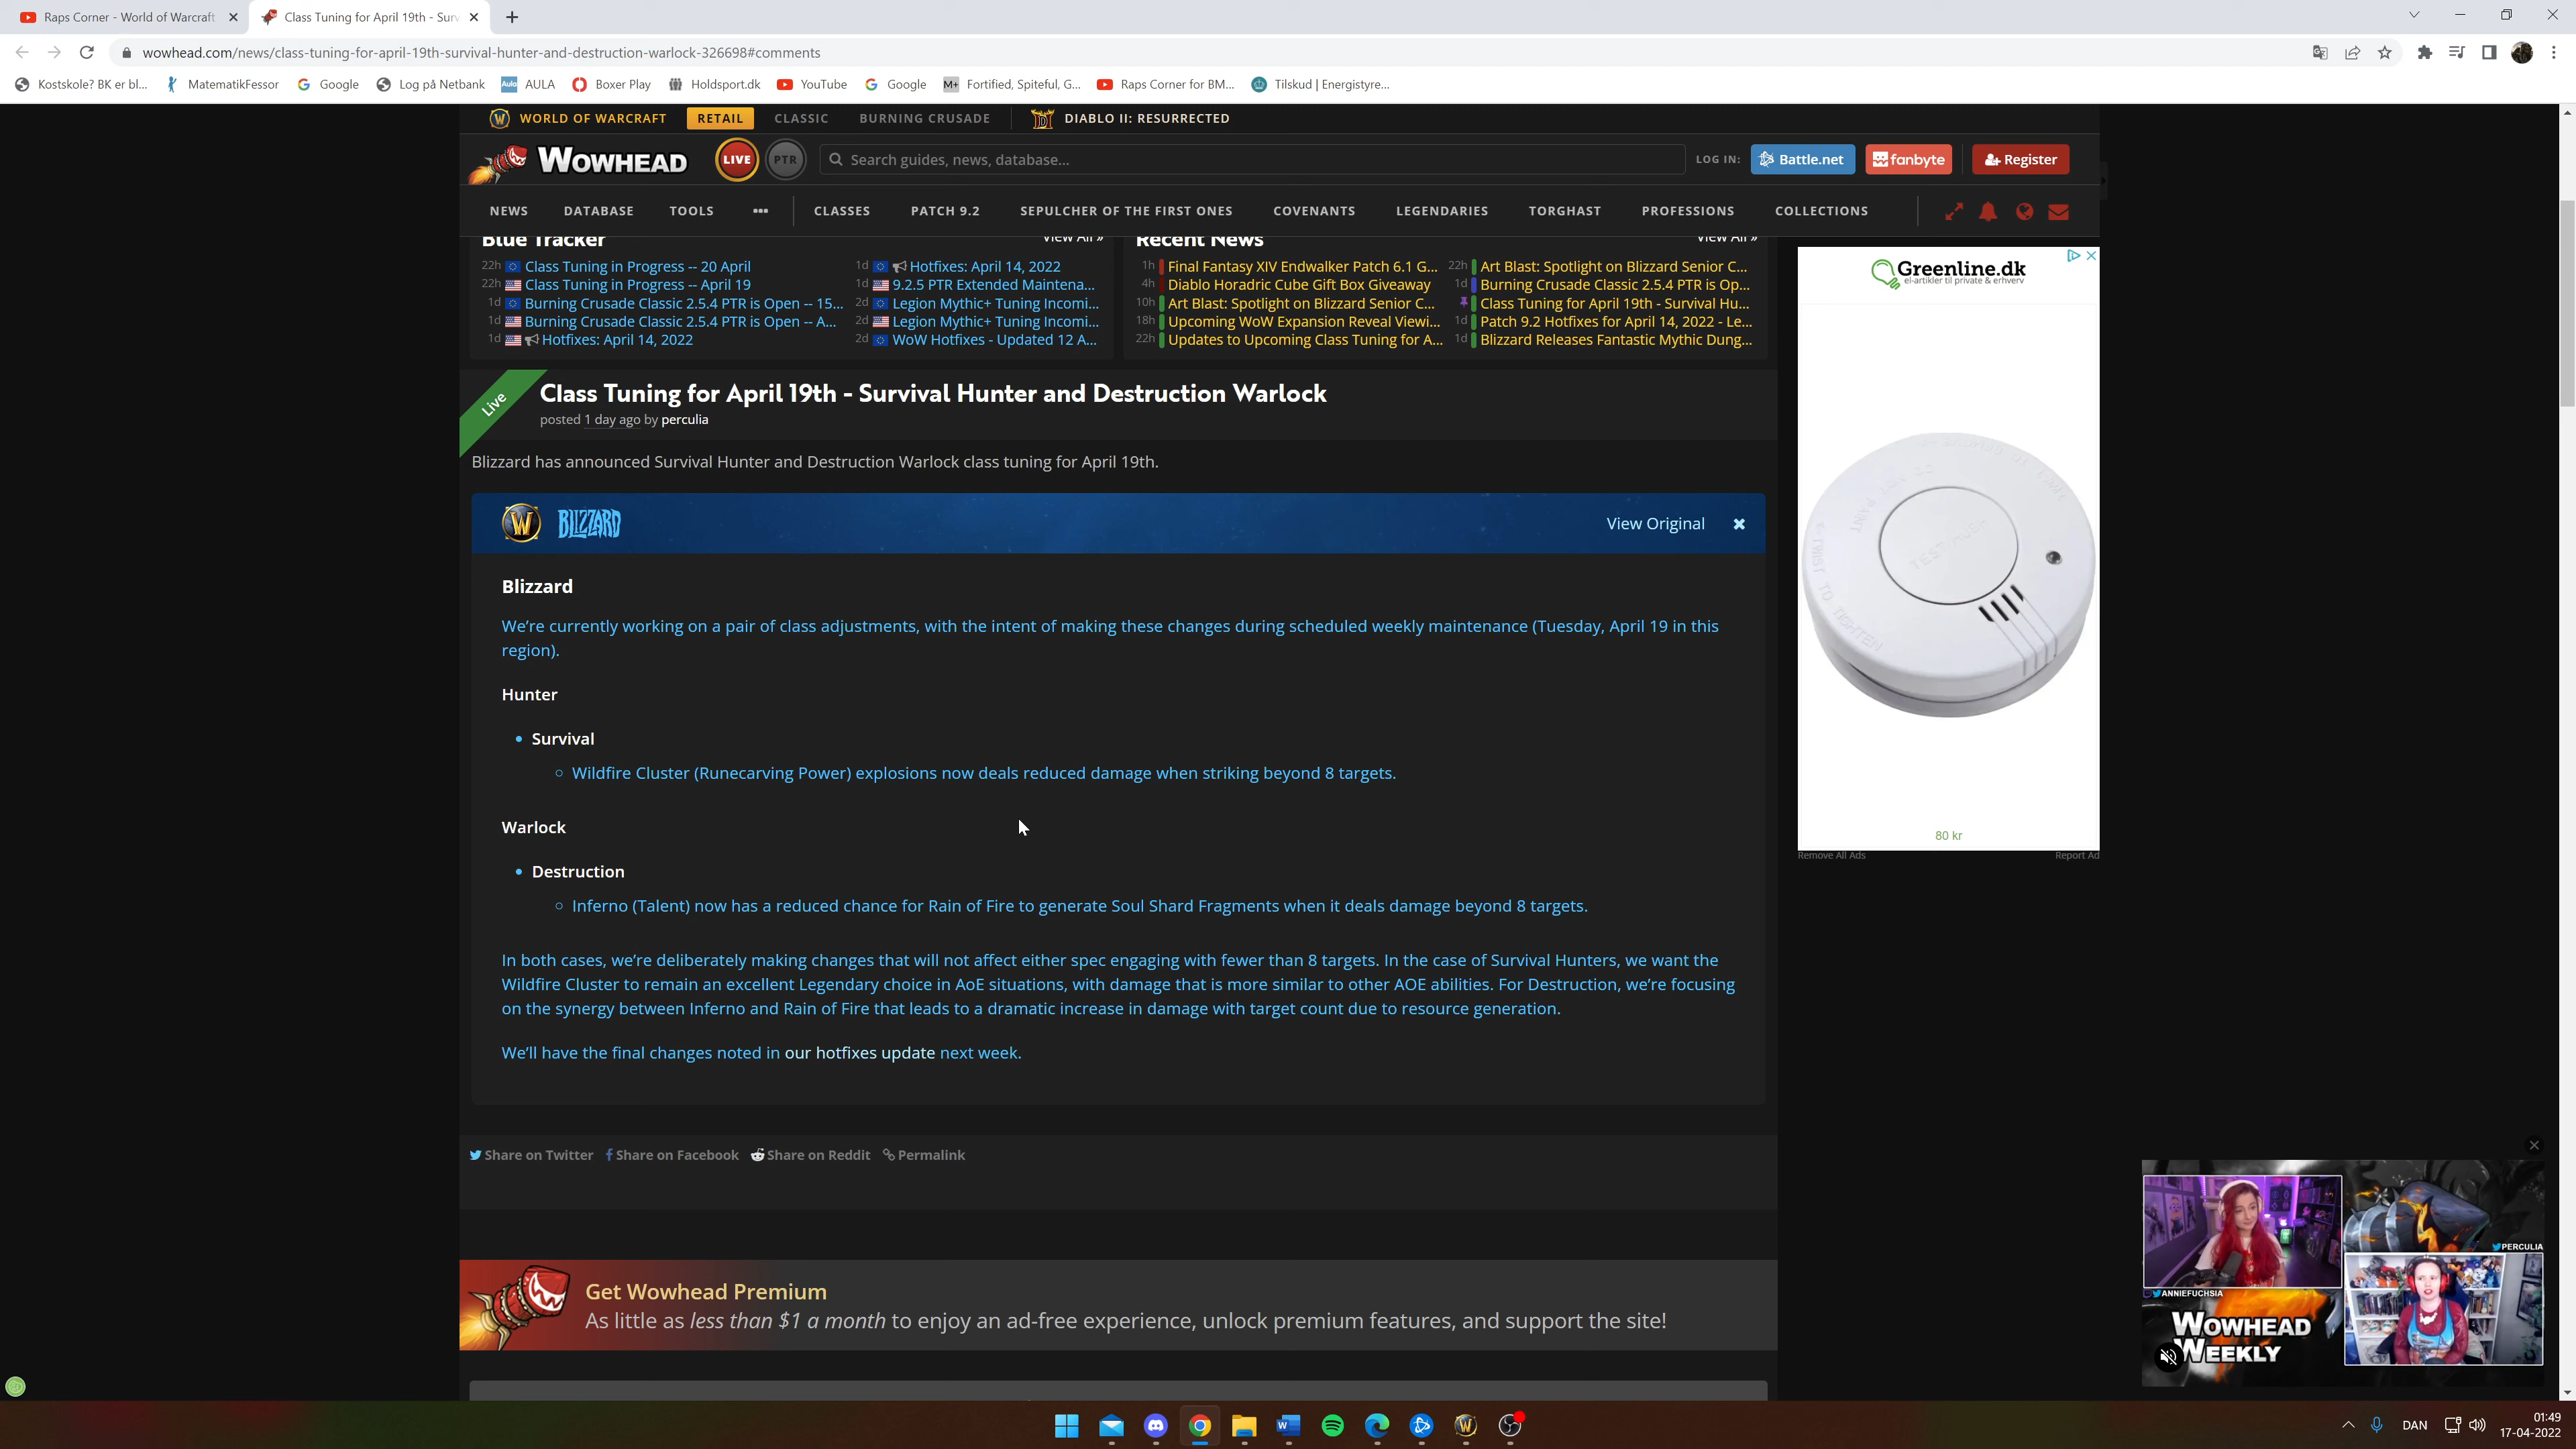 Raps Corner - World of Warcraft
Class Tuning for April 19th - Surv
wowhead.com/news/class-tuning-for-april-19th-survival-hunter-and-destruction-warlock-326698#comments
Kostskole? BK er bl... MatematikFessor Google Log på Netbank AULA Boxer Play Holdsport.dk YouTube Google M+ Fortified, Spiteful, G... Raps Corner for BM... Tilskud | Energistyre...
WORLD OF WARCRAFT RETAIL CLASSIC BURNING CRUSADE DIABLO II: RESURRECTED
WOWHEAD LIVE PTR Search guides, news, database... LOG IN: Battle.net fanbyte Register
NEWS DATABASE TOOLS ••• CLASSES PATCH 9.2 SEPULCHER OF THE FIRST ONES COVENANTS LEGENDARIES TORGHAST PROFESSIONS COLLECTIONS
Blue Tracker View All »
22h Class Tuning in Progress -- 20 April
22h Class Tuning in Progress -- April 19
1d Burning Crusade Classic 2.5.4 PTR is Open -- 15...
1d Burning Crusade Classic 2.5.4 PTR is Open -- A...
1d Hotfixes: April 14, 2022
1d Hotfixes: April 14, 2022
1d 9.2.5 PTR Extended Maintena...
2d Legion Mythic+ Tuning Incomi...
2d Legion Mythic+ Tuning Incomi...
2d WoW Hotfixes - Updated 12 A...
Recent News View All »
1h Final Fantasy XIV Endwalker Patch 6.1 G...
4h Diablo Horadric Cube Gift Box Giveaway
10h Art Blast: Spotlight on Blizzard Senior C...
18h Upcoming WoW Expansion Reveal Viewi...
22h Updates to Upcoming Class Tuning for A...
22h Art Blast: Spotlight on Blizzard Senior C...
1d Burning Crusade Classic 2.5.4 PTR is Op...
Class Tuning for April 19th - Survival Hu...
1d Patch 9.2 Hotfixes for April 14, 2022 - Le...
1d Blizzard Releases Fantastic Mythic Dung...
Live
Class Tuning for April 19th - Survival Hunter and Destruction Warlock
posted 1 day ago by perculia
Blizzard has announced Survival Hunter and Destruction Warlock class tuning for April 19th.
W BLIZZARD View Original
Blizzard
We're currently working on a pair of class adjustments, with the intent of making these changes during scheduled weekly maintenance (Tuesday, April 19 in this
region).
Hunter
• Survival
○ Wildfire Cluster (Runecarving Power) explosions now deals reduced damage when striking beyond 8 targets.
Warlock
• Destruction
○ Inferno (Talent) now has a reduced chance for Rain of Fire to generate Soul Shard Fragments when it deals damage beyond 8 targets.
In both cases, we're deliberately making changes that will not affect either spec engaging with fewer than 8 targets. In the case of Survival Hunters, we want the
Wildfire Cluster to remain an excellent Legendary choice in AoE situations, with damage that is more similar to other AOE abilities. For Destruction, we're focusing
on the synergy between Inferno and Rain of Fire that leads to a dramatic increase in damage with target count due to resource generation.
We'll have the final changes noted in our hotfixes update next week.
Share on Twitter Share on Facebook Share on Reddit Permalink
Get Wowhead Premium
As little as less than $1 a month to enjoy an ad-free experience, unlock premium features, and support the site!
Greenline.dk
el-artikler til private & erhverv
80 kr
Remove All Ads Report Ad
PERCULIA
ANNIEFUCHSIA
WOWHEAD
WEEKLY
DAN
01:49
17-04-2022